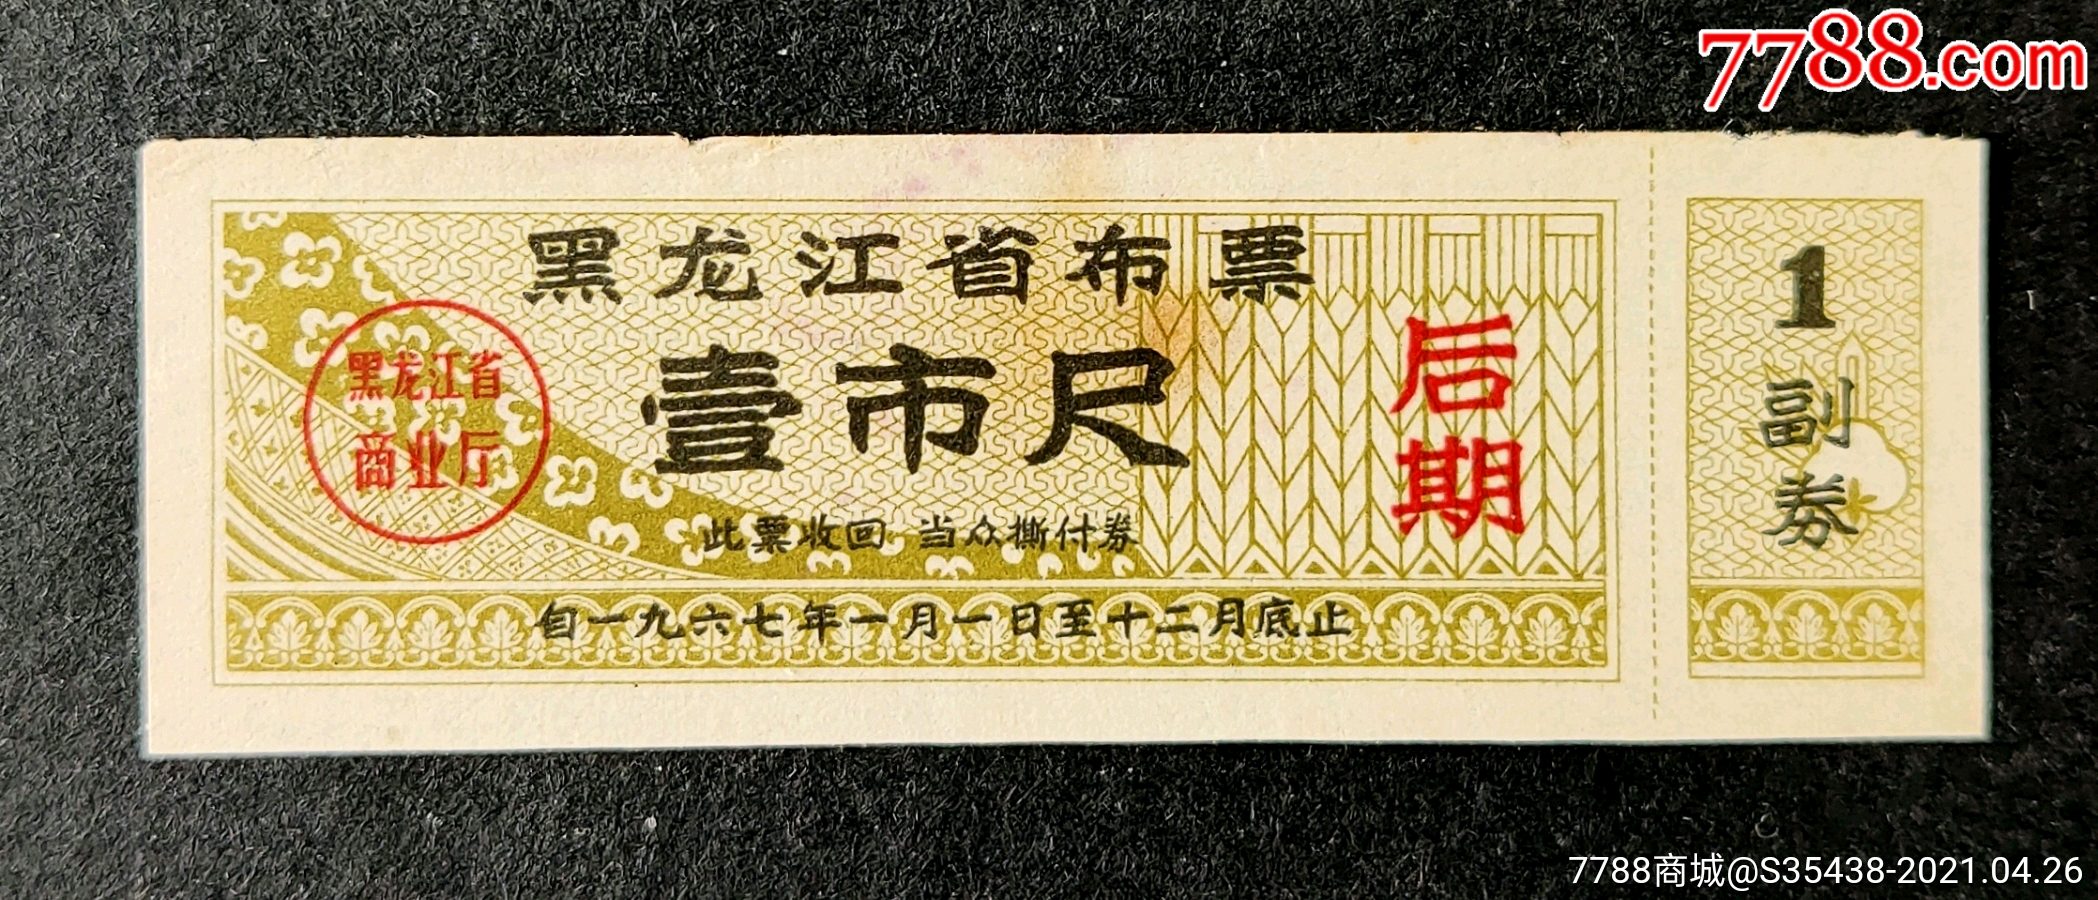 7788.com
黑龙江省布票
壹市尺
黑龙江省
商业厅
后期
此票收回 当众撕付券
自一九六七年一月一日至十二月底止
1
副
券
7788商城@S35438-2021.04.26